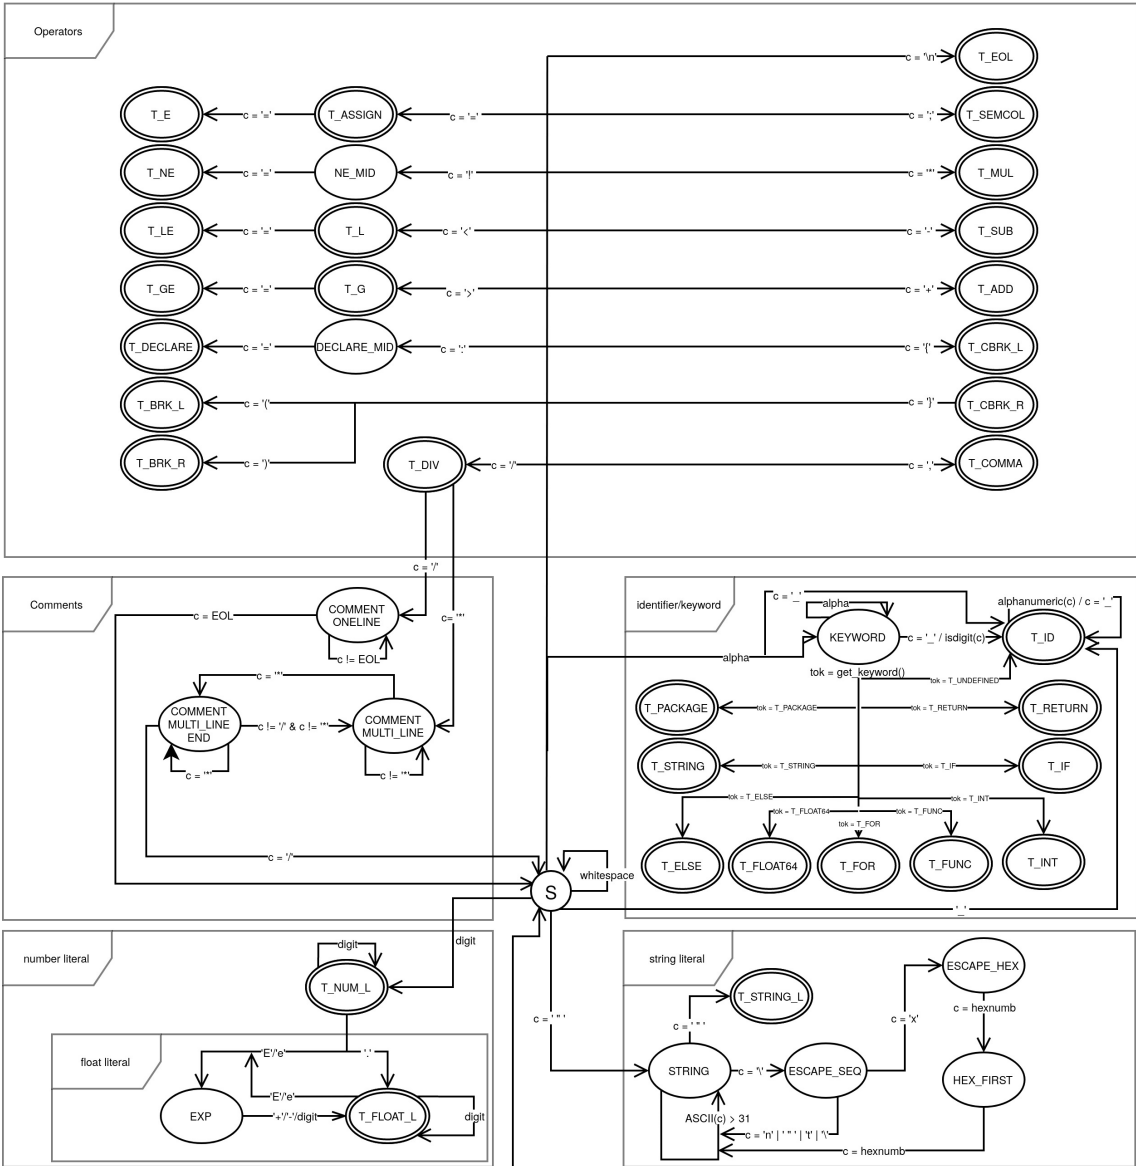 Operators
c = '\n'
T_EOL
T_E
c = '='
T_ASSIGN
c = '='
c = ';'
T_SEMCOL
T_NE
c = '='
NE_MID
c = '!'
c = '*'
T_MUL
T_LE
c = '='
T_L
c = '<'
c = '-'
T_SUB
T_GE
c = '='
T_G
c = '>'
c = '+'
T_ADD
T_DECLARE
c = '='
DECLARE_MID
c = ':'
c = '{'
T_CBRK_L
T_BRK_L
c = '('
c = '}'
T_CBRK_R
T_BRK_R
c = ')'
T_DIV
c = '/'
c = ','
T_COMMA
c = '/'
Comments
c = EOL
COMMENT
ONELINE
c= '*'
c != EOL
c = '*'
COMMENT
MULTI_LINE
END
c != '/' & c != '*'
COMMENT
MULTI_LINE
c = '*'
c != '*'
c = '/'
identifier/keyword
c = '_'
alpha
alphanumeric(c) / c = '_'
KEYWORD
c = '_' / isdigit(c)
T_ID
alpha
tok = get_keyword()
tok = T_UNDEFINED
T_PACKAGE
tok = T_PACKAGE
tok = T_RETURN
T_RETURN
T_STRING
tok = T_STRING
tok = T_IF
T_IF
tok = T_ELSE
tok = T_INT
tok = T_FLOAT64
tok = T_FUNC
tok = T_FOR
T_ELSE
T_FLOAT64
T_FOR
T_FUNC
T_INT
S
whitespace
'_'
number literal
digit
digit
T_NUM_L
float literal
'E'/'e'
'.'
'E'/'e'
EXP
'+'/'-'/digit
T_FLOAT_L
digit
string literal
ESCAPE_HEX
T_STRING_L
c = hexnumb
c = ' " '
c = ' " '
c = 'x'
STRING
c = '\'
ESCAPE_SEQ
HEX_FIRST
ASCII(c) > 31
c = 'n' | ' " ' | 't' | '\'
c = hexnumb